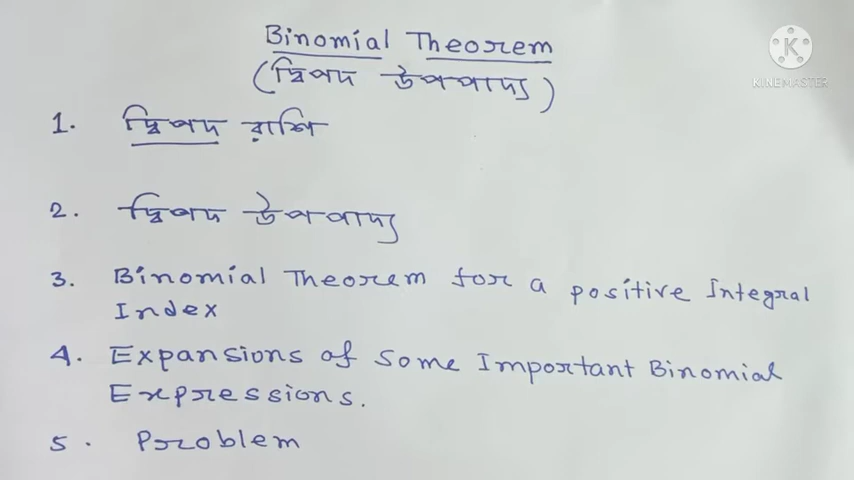 Binomial Theorem
(দ্বিপদ উপপাদ্য)
K
KINEMASTER
1. দ্বিপদ রাশি
2. দ্বিপদ উপপাদ্য
3. Binomial Theorem for a positive Integral
Index
4. Expansions of some Important Binomial
Expressions.
5. Problem